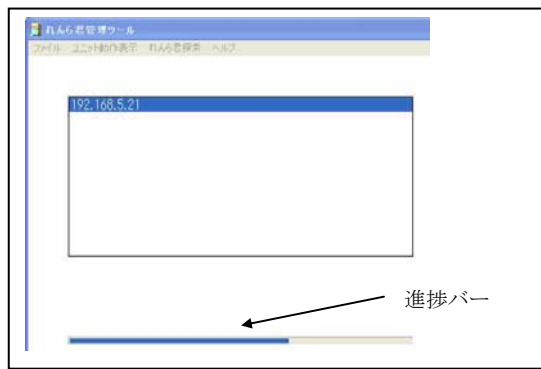 れんら君管理ツール
ファイル ユニット動作表示 れんら君探索 ヘルプ
192.168.5.21
進捗バー